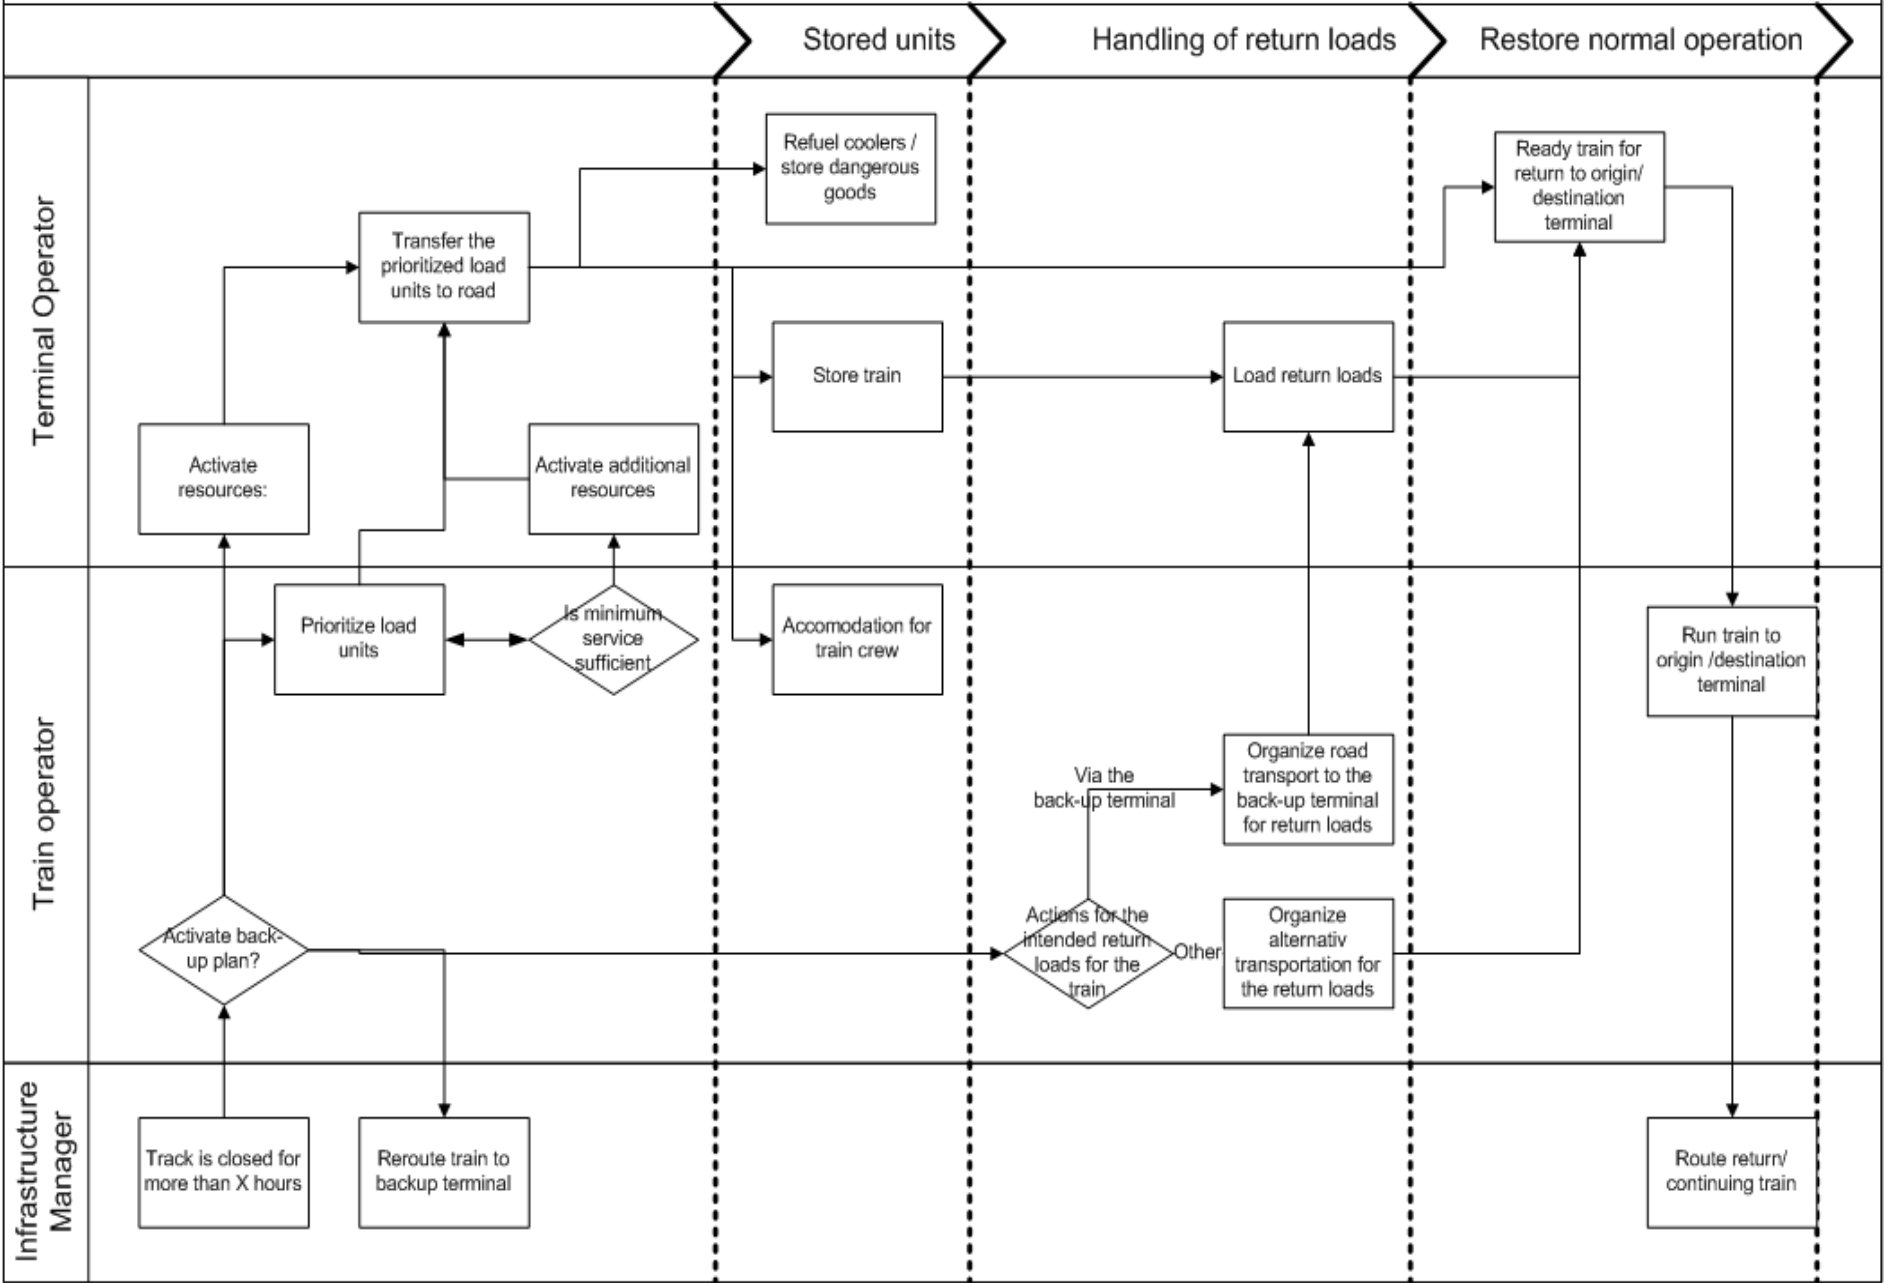 Stored units
Handling of return loads
Restore normal operation
Terminal Operator
Refuel coolers /
store dangerous
goods
Ready train for
return to origin/
destination
terminal
Transfer the
prioritized load
units to road
Store train
Load return loads
Activate
resources:
Activate additional
resources
Train operator
Prioritize load
units
Is minimum
service
sufficient
Accomodation for
train crew
Run train to
origin /destination
terminal
Via the
back-up terminal
Organize road
transport to the
back-up terminal
for return loads
Activate back-
up plan?
Actions for the
intended return
loads for the
train
Other
Organize
alternativ
transportation for
the return loads
Infrastructure
Manager
Track is closed for
more than X hours
Reroute train to
backup terminal
Route return/
continuing train